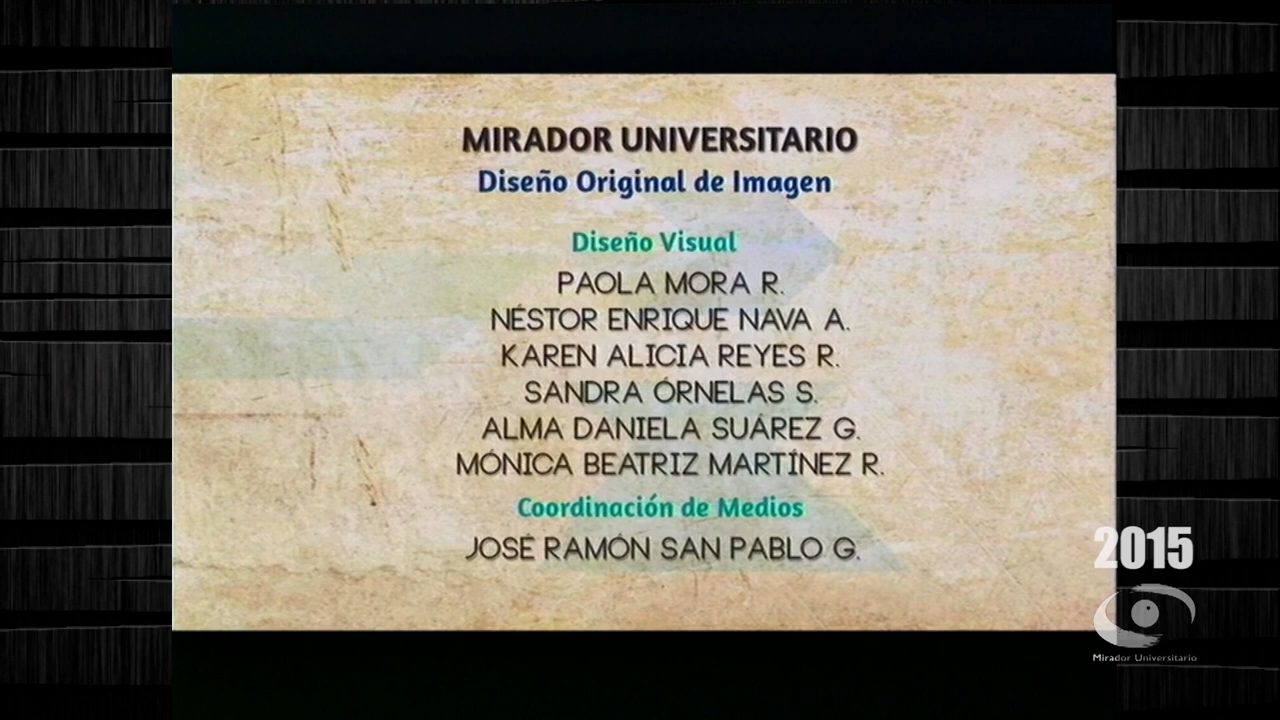 MIRADOR UNIVERSITARIO
Diseño Original de Imagen
Diseño Visual
PAOLA MORA R.
NÉSTOR ENRIQUE NAVA A.
KAREN ALICIA REYES R.
SANDRA ÓRNELAS S.
ALMA DANIELA SUÁREZ G.
MÓNICA BEATRIZ MARTÍNEZ R.
Coordinación de Medios
JOSÉ RAMÓN SAN PABLO G.
2015
Mirador Universitario